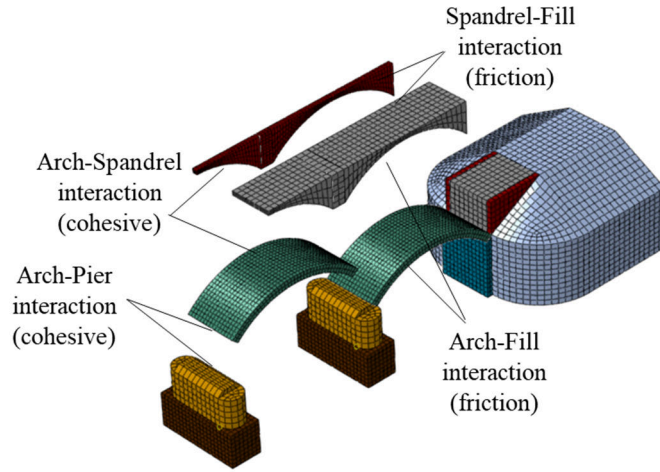 Spandrel-Fill
interaction
(friction)
Arch-Spandrel
interaction
(cohesive)
Arch-Pier
interaction
(cohesive)
Arch-Fill
interaction
(friction)